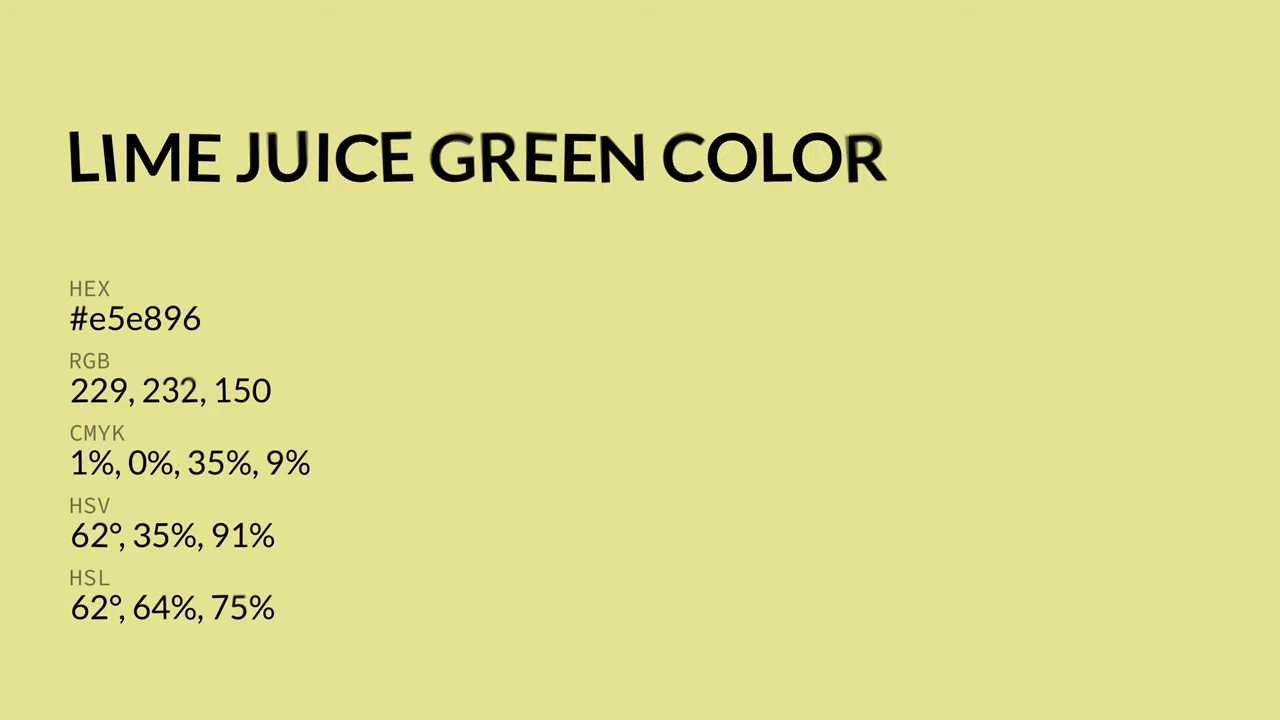 LIME JUICE GREEN COLOR
HEX
#e5e896
RGB
229, 232, 150
CMYK
1%, 0%, 35%, 9%
HSV
62°, 35%, 91%
HSL
62°, 64%, 75%